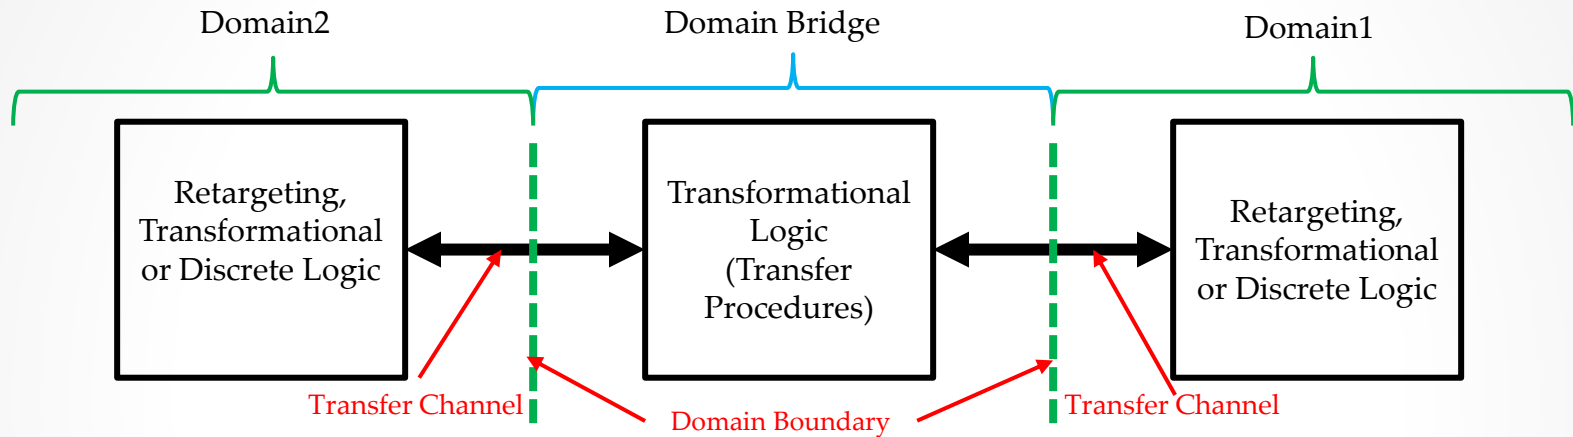 Domain2
Domain Bridge
Domain1
Retargeting,
Transformational
or Discrete Logic
Transformational
Logic
(Transfer
Procedures)
Retargeting,
Transformational
or Discrete Logic
Transfer Channel
Domain Boundary
Transfer Channel